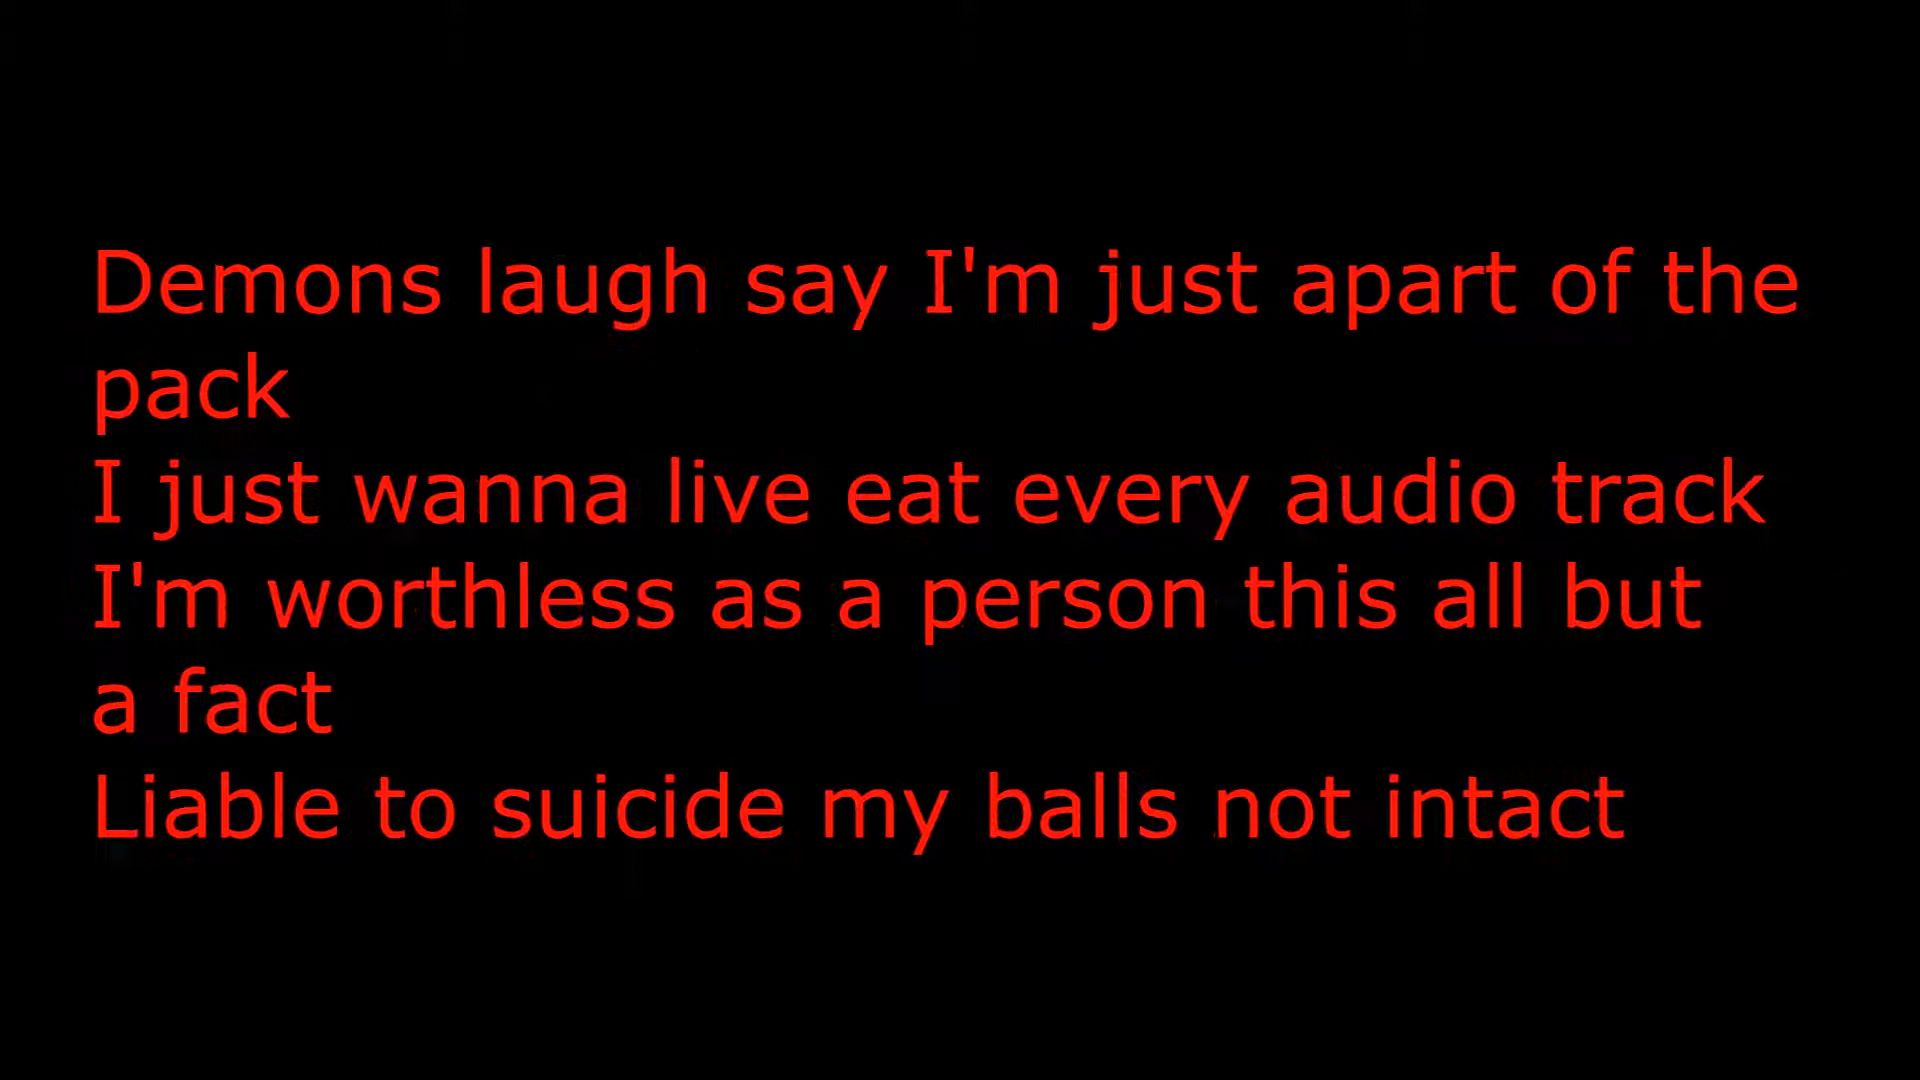 Demons laugh say I'm just apart of the
pack
I just wanna live eat every audio track
I'm worthless as a person this all but
a fact
Liable to suicide my balls not intact